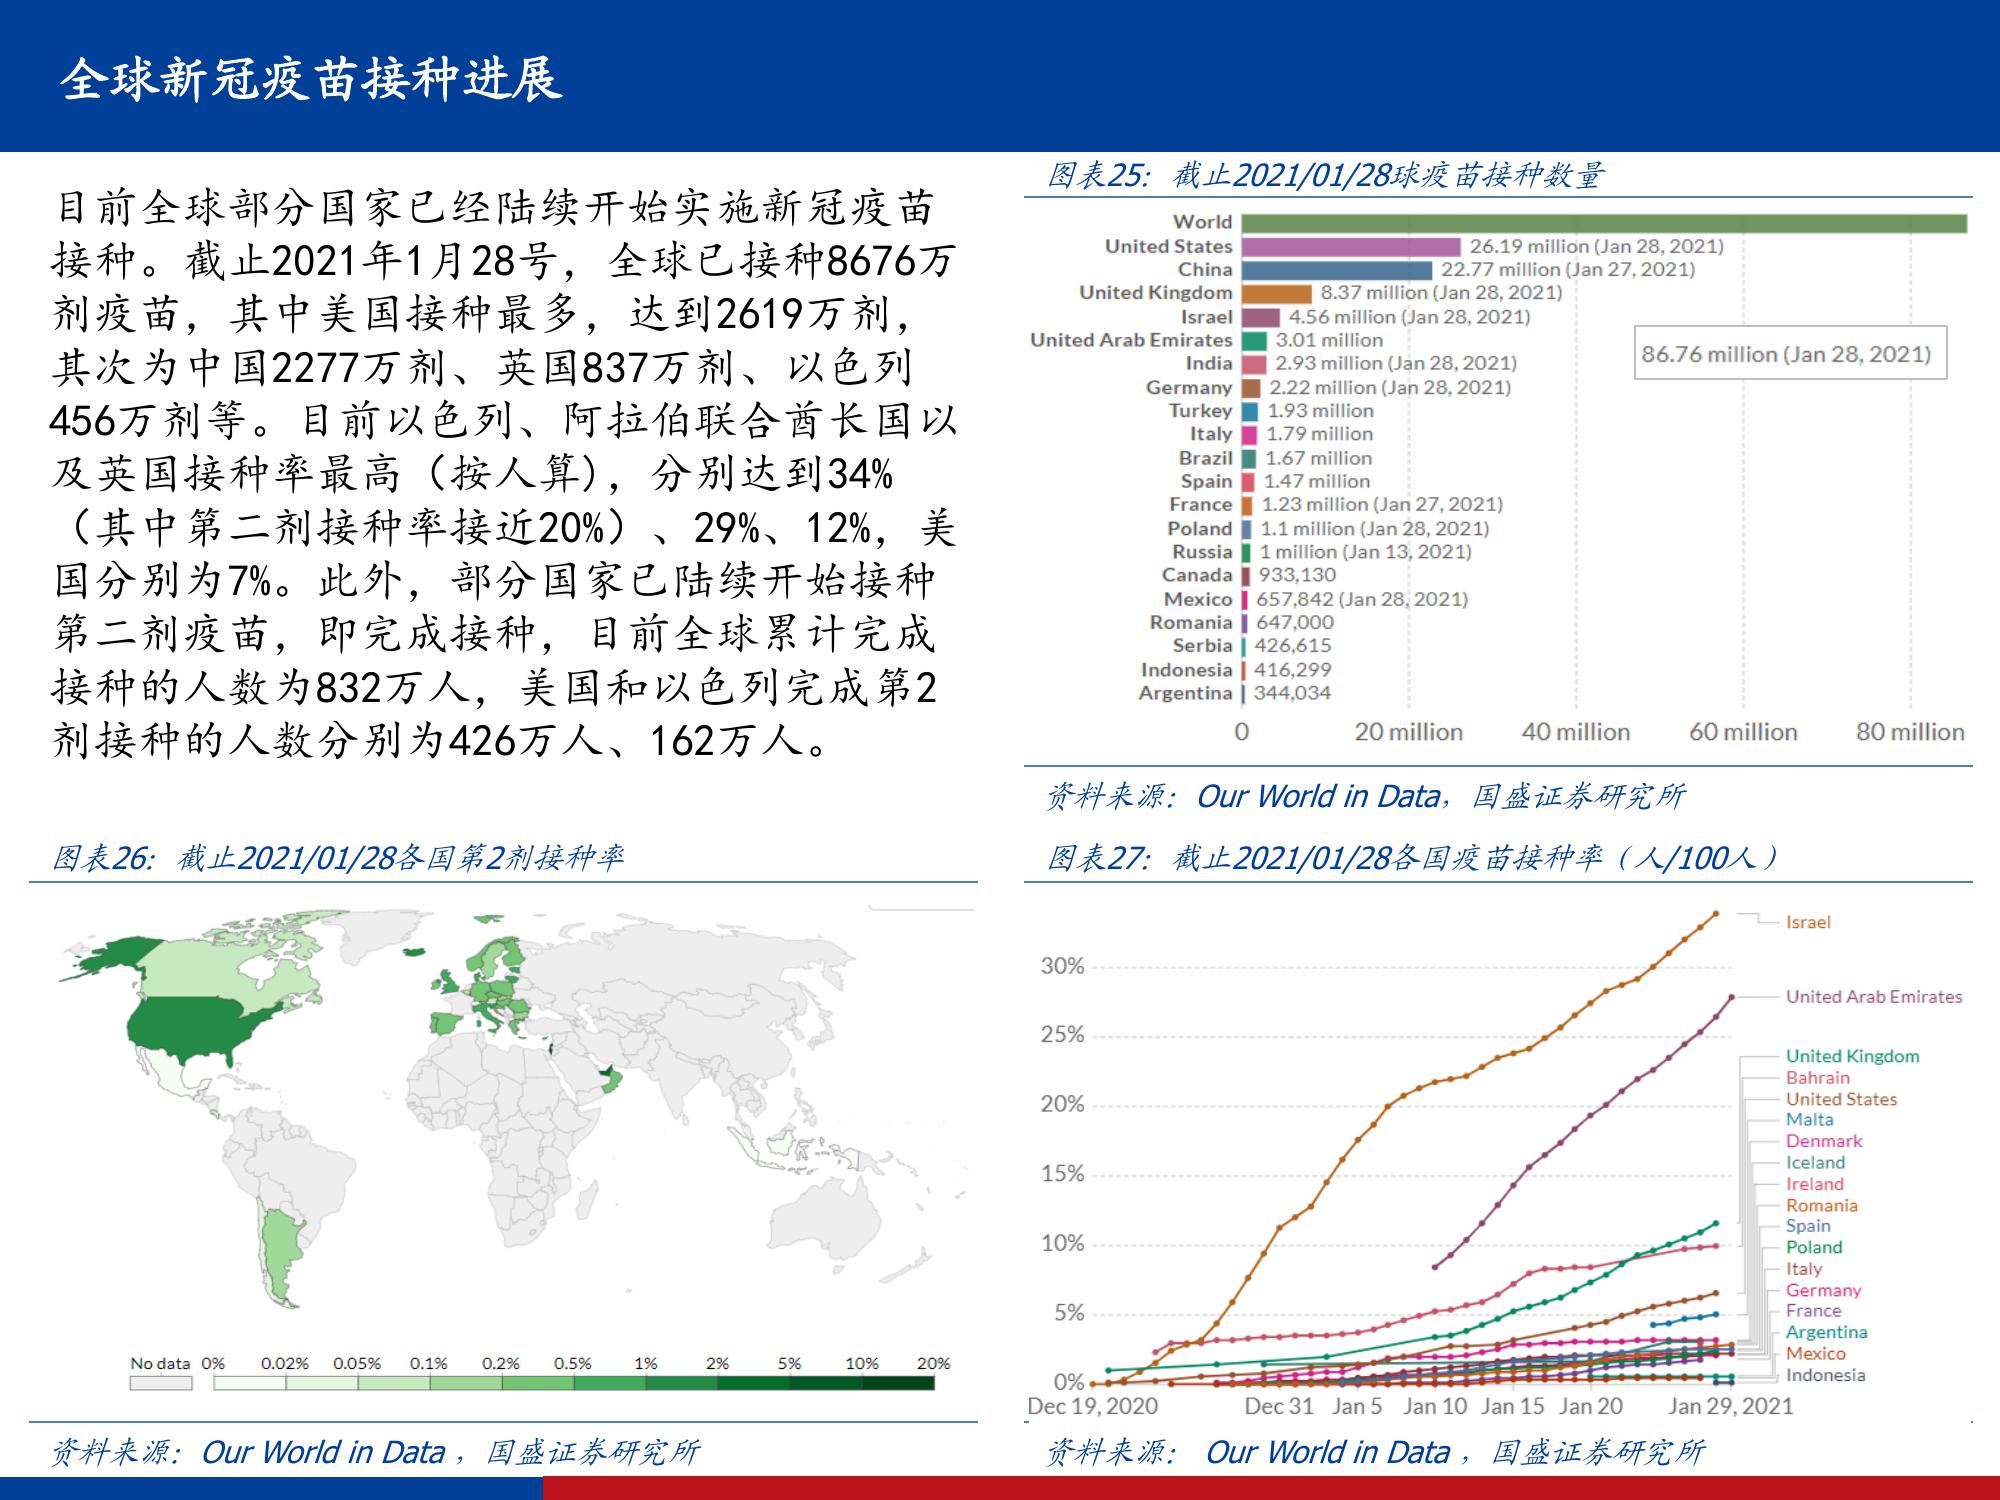 全球新冠疫苗接种进展
目前全球部分国家已经陆续开始实施新冠疫苗
接种。截止2021年1月28号，全球已接种8676万
剂疫苗，其中美国接种最多，达到2619万剂，
其次为中国2277万剂、英国837万剂、以色列
456万剂等。目前以色列、阿拉伯联合酋长国以
及英国接种率最高（按人算），分别达到34%
（其中第二剂接种率接近20%）、29%、12%，美
国分别为7%。此外，部分国家已陆续开始接种
第二剂疫苗，即完成接种，目前全球累计完成
接种的人数为832万人，美国和以色列完成第2
剂接种的人数分别为426万人、162万人。
图表25：截止2021/01/28球疫苗接种数量
World
United States 26.19 million (Jan 28, 2021)
China 22.77 million (Jan 27, 2021)
United Kingdom 8.37 million (Jan 28, 2021)
Israel 4.56 million (Jan 28, 2021)
United Arab Emirates 3.01 million
86.76 million (Jan 28, 2021)
India 2.93 million (Jan 28, 2021)
Germany 2.22 million (Jan 28, 2021)
Turkey 1.93 million
Italy 1.79 million
Brazil 1.67 million
Spain 1.47 million
France 1.23 million (Jan 27, 2021)
Poland 1.1 million (Jan 28, 2021)
Russia 1 million (Jan 13, 2021)
Canada 933,130
Mexico 657,842 (Jan 28, 2021)
Romania 647,000
Serbia 426,615
Indonesia 416,299
Argentina 344,034
0 20 million 40 million 60 million 80 million
资料来源：Our World in Data，国盛证券研究所
图表26：截止2021/01/28各国第2剂接种率
No data 0% 0.02% 0.05% 0.1% 0.2% 0.5% 1% 2% 5% 10% 20%
资料来源：Our World in Data ，国盛证券研究所
图表27：截止2021/01/28各国疫苗接种率（人/100人）
30%
25%
20%
15%
10%
5%
0%
Israel
United Arab Emirates
United Kingdom
Bahrain
United States
Malta
Denmark
Iceland
Ireland
Romania
Spain
Poland
Italy
Germany
France
Argentina
Mexico
Indonesia
Dec 19, 2020 Dec 31 Jan 5 Jan 10 Jan 15 Jan 20 Jan 29, 2021
资料来源： Our World in Data ，国盛证券研究所